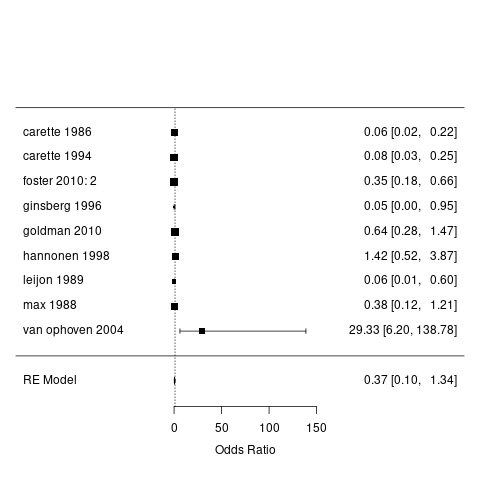 carette 1986 0.06 [0.02, 0.22]
carette 1994 0.08 [0.03, 0.25]
foster 2010: 2 0.35 [0.18, 0.66]
ginsberg 1996 0.05 [0.00, 0.95]
goldman 2010 0.64 [0.28, 1.47]
hannonen 1998 1.42 [0.52, 3.87]
leijon 1989 0.06 [0.01, 0.60]
max 1988 0.38 [0.12, 1.21]
van ophoven 2004 29.33 [6.20, 138.78]
RE Model 0.37 [0.10, 1.34]
0 50 100 150
Odds Ratio